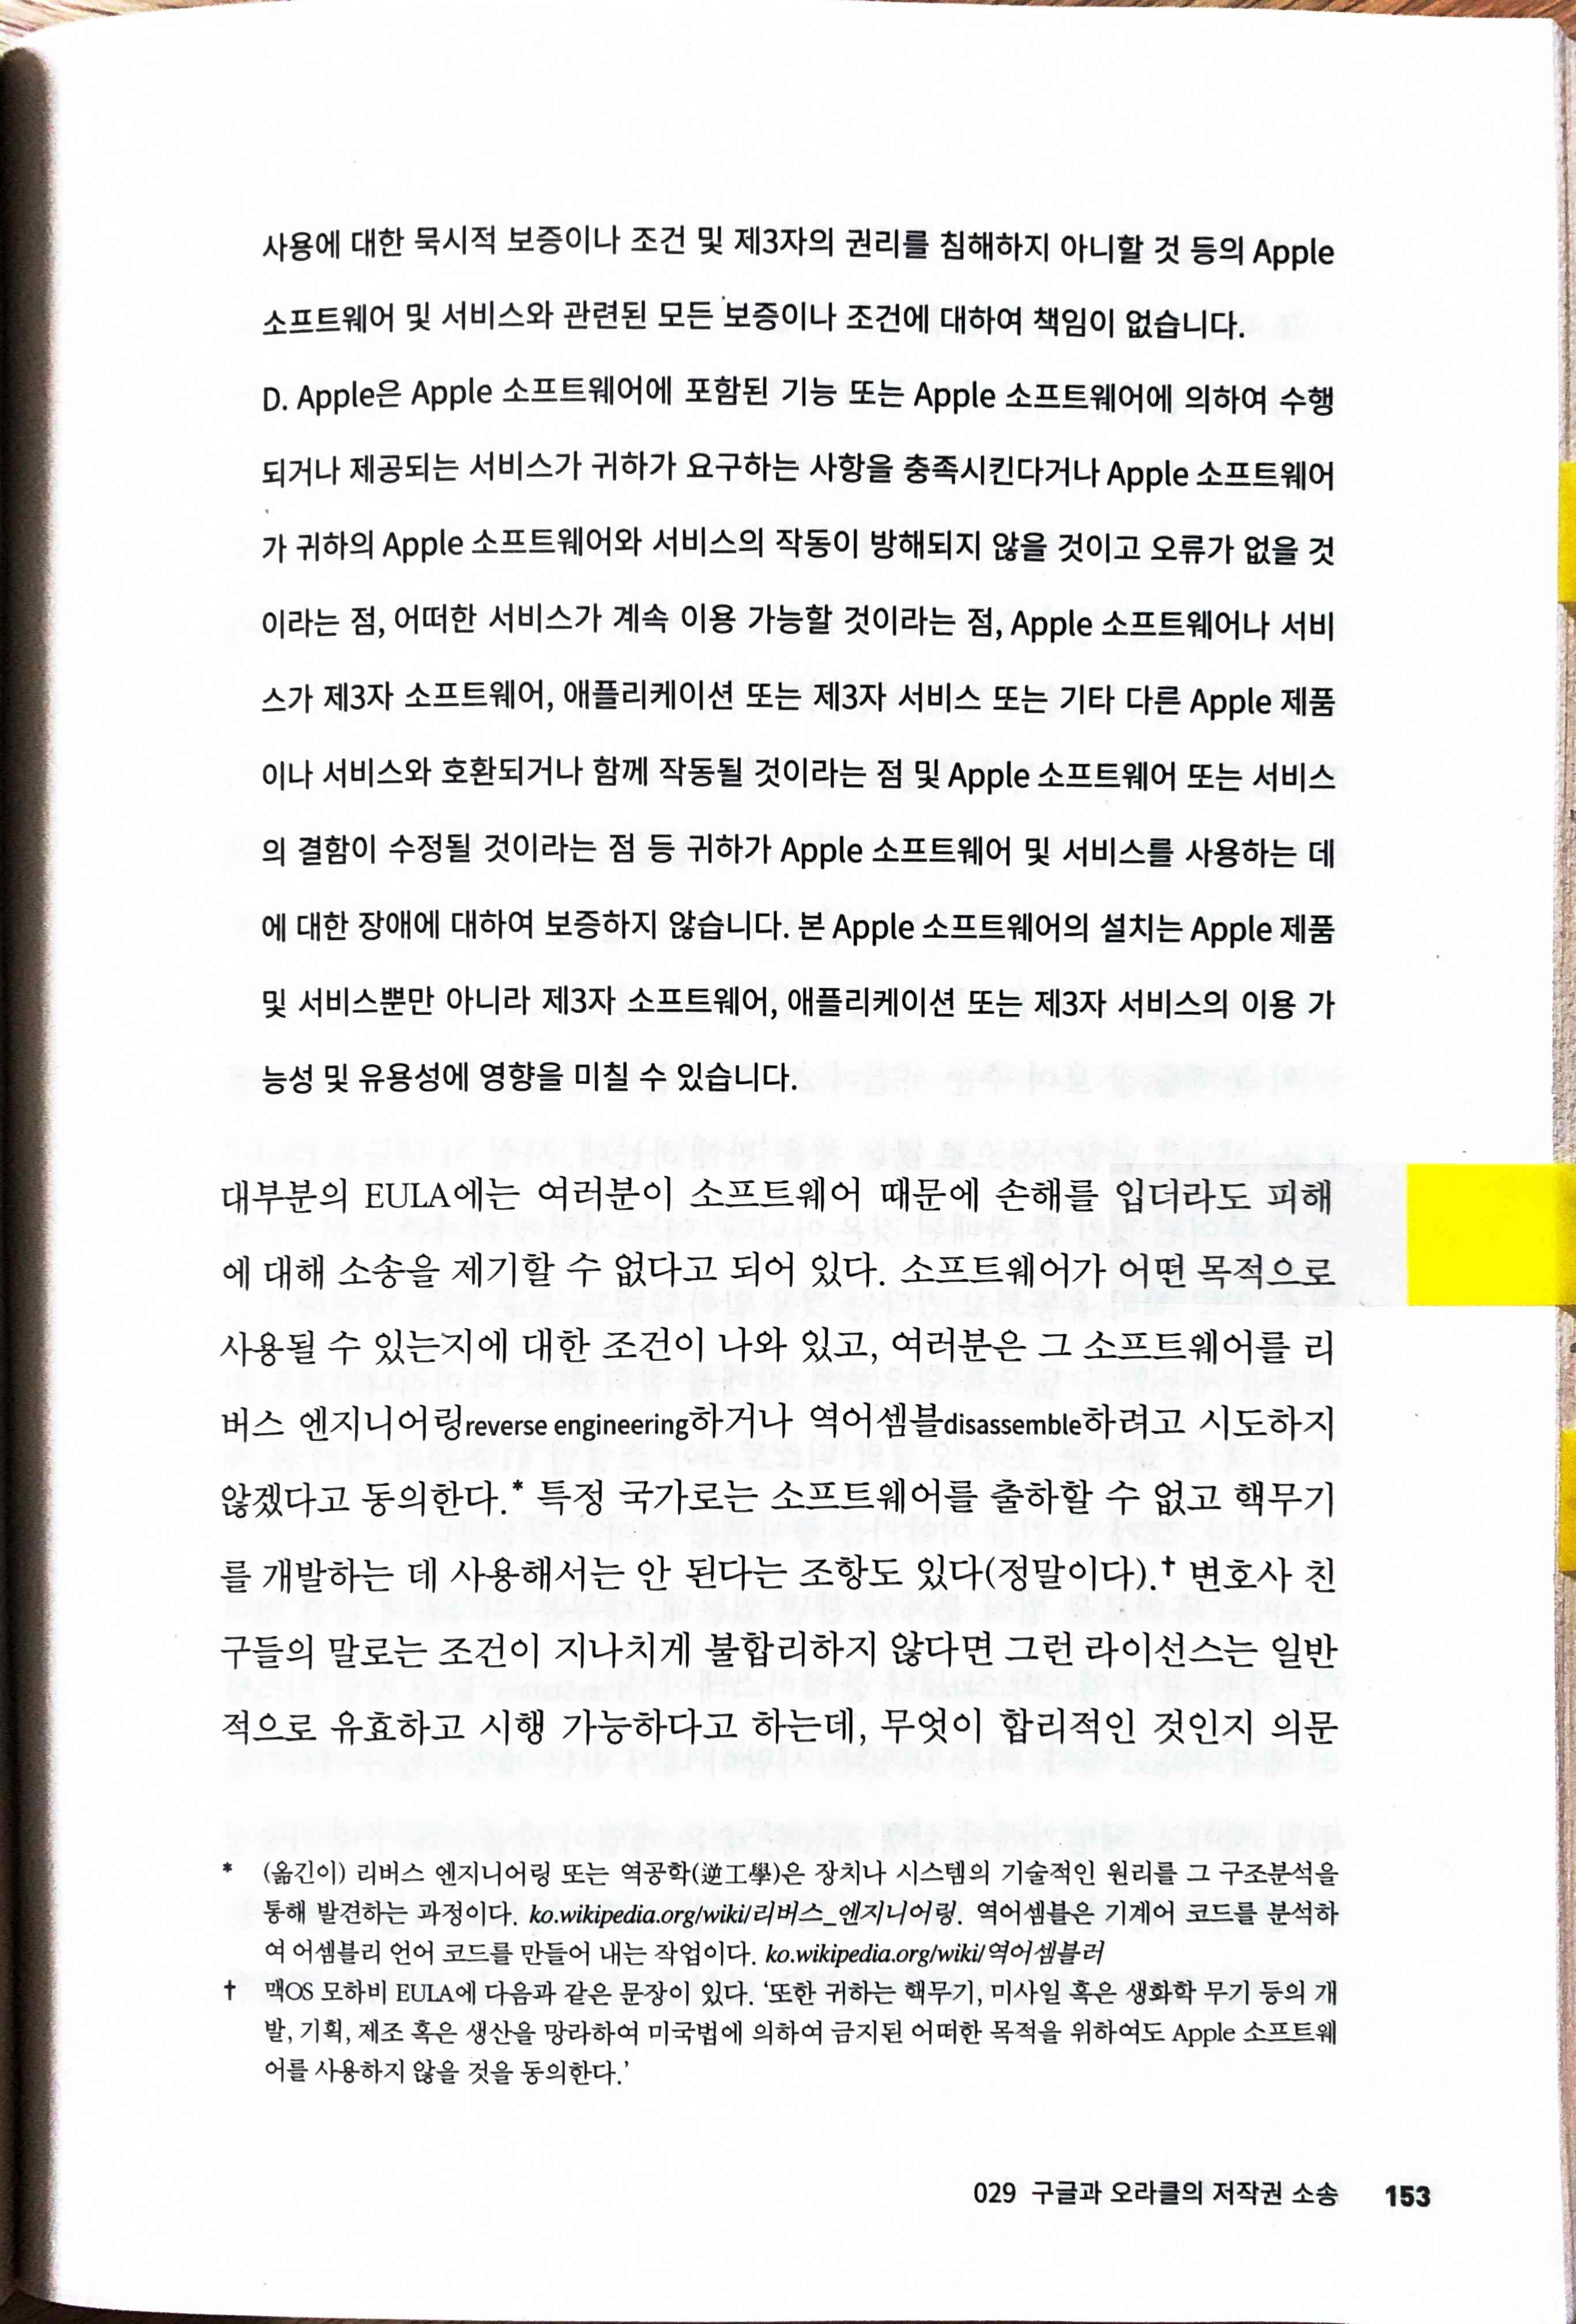 사용에 대한 묵시적 보증이나 조건 및 제3자의 권리를 침해하지 아니할 것 등의 Apple
소프트웨어 및 서비스와 관련된 모든 보증이나 조건에 대하여 책임이 없습니다.
D. Apple은 Apple 소프트웨어에 포함된 기능 또는 Apple 소프트웨어에 의하여 수행
되거나 제공되는 서비스가 귀하가 요구하는 사항을 충족시킨다거나 Apple 소프트웨어
가 귀하의 Apple 소프트웨어와 서비스의 작동이 방해되지 않을 것이고 오류가 없을 것
이라는 점, 어떠한 서비스가 계속 이용 가능할 것이라는 점, Apple 소프트웨어나 서비
스가 제3자 소프트웨어, 애플리케이션 또는 제3자 서비스 또는 기타 다른 Apple 제품
이나 서비스와 호환되거나 함께 작동될 것이라는 점 및 Apple 소프트웨어 또는 서비스
의 결함이 수정될 것이라는 점 등 귀하가 Apple 소프트웨어 및 서비스를 사용하는 데
에 대한 장애에 대하여 보증하지 않습니다. 본 Apple 소프트웨어의 설치는 Apple 제품
및 서비스뿐만 아니라 제3자 소프트웨어, 애플리케이션 또는 제3자 서비스의 이용 가
능성 및 유용성에 영향을 미칠 수 있습니다.
대부분의 EULA에는 여러분이 소프트웨어 때문에 손해를 입더라도 피해
에 대해 소송을 제기할 수 없다고 되어 있다. 소프트웨어가 어떤 목적으로
사용될 수 있는지에 대한 조건이 나와 있고, 여러분은 그 소프트웨어를 리
버스 엔지니어링reverse engineering하거나 역어셈블disassemble하려고 시도하지
않겠다고 동의한다.* 특정 국가로는 소프트웨어를 출하할 수 없고 핵무기
를 개발하는 데 사용해서는 안 된다는 조항도 있다(정말이다).† 변호사 친
구들의 말로는 조건이 지나치게 불합리하지 않다면 그런 라이선스는 일반
적으로 유효하고 시행 가능하다고 하는데, 무엇이 합리적인 것인지 의문
* (옮긴이) 리버스 엔지니어링 또는 역공학(逆工學)은 장치나 시스템의 기술적인 원리를 그 구조분석을
통해 발견하는 과정이다. ko.wikipedia.org/wiki/리버스_엔지니어링. 역어셈블은 기계어 코드를 분석하
여 어셈블리 언어 코드를 만들어 내는 작업이다. ko.wikipedia.org/wiki/역어셈블러
† 맥OS 모하비 EULA에 다음과 같은 문장이 있다. ‘또한 귀하는 핵무기, 미사일 혹은 생화학 무기 등의 개
발, 기획, 제조 혹은 생산을 망라하여 미국법에 의하여 금지된 어떠한 목적을 위하여도 Apple 소프트웨
어를 사용하지 않을 것을 동의한다.’
029 구글과 오라클의 저작권 소송 153